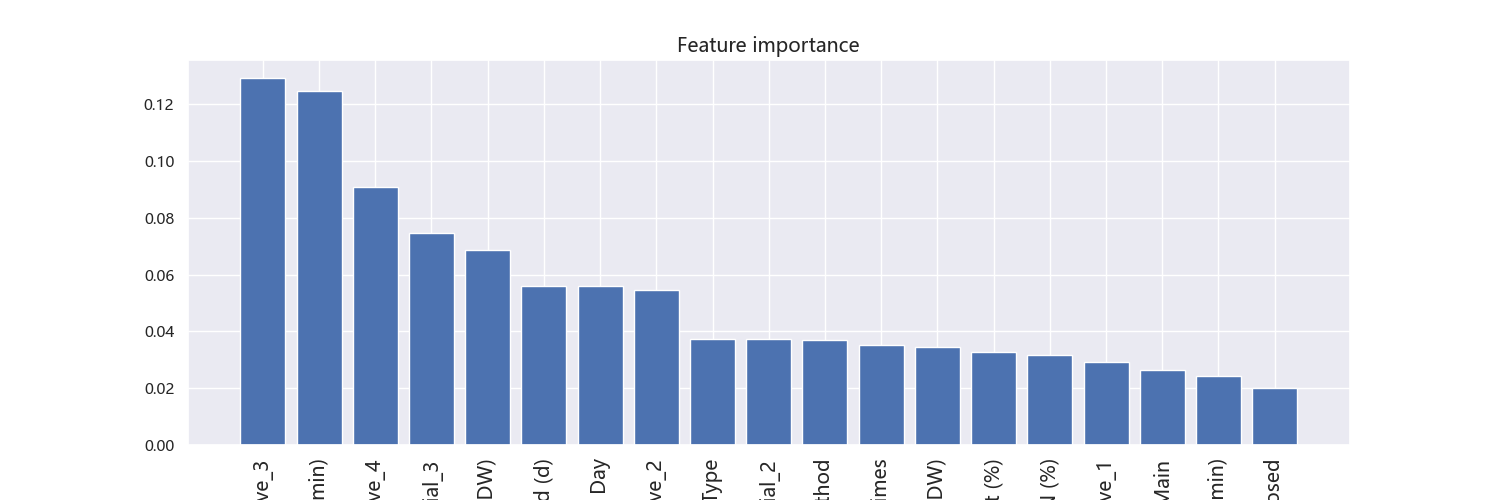 Feature importance
0.12
0.10
0.08
0.06
0.04
0.02
0.00
ve_3
min)
ve_4
ial_3
DW)
d (d)
Day
ve_2
Type
ial_2
thod
imes
DW)
t (%)
(%)
ve_1
Main
min)
osed